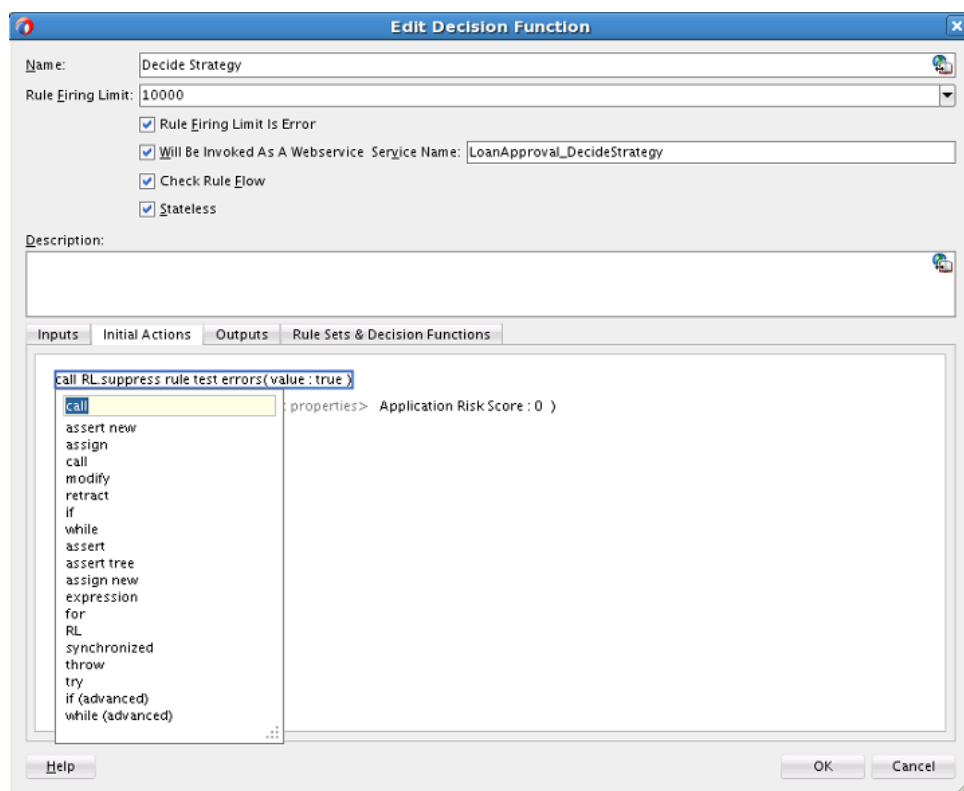 Edit Decision Function
Name: Decide Strategy
Rule Firing Limit: 10000
Rule Firing Limit Is Error
Will Be Invoked As A Webservice Service Name: LoanApproval_DecideStrategy
Check Rule Flow
Stateless
Description:
Inputs Initial Actions Outputs Rule Sets & Decision Functions
call RL.suppress rule test errors( value : true )
call
properties> Application Risk Score : 0 )
assert new
assign
call
modify
retract
if
while
assert
assert tree
assign new
expression
for
RL
synchronized
throw
try
if (advanced)
while (advanced)
Help OK Cancel